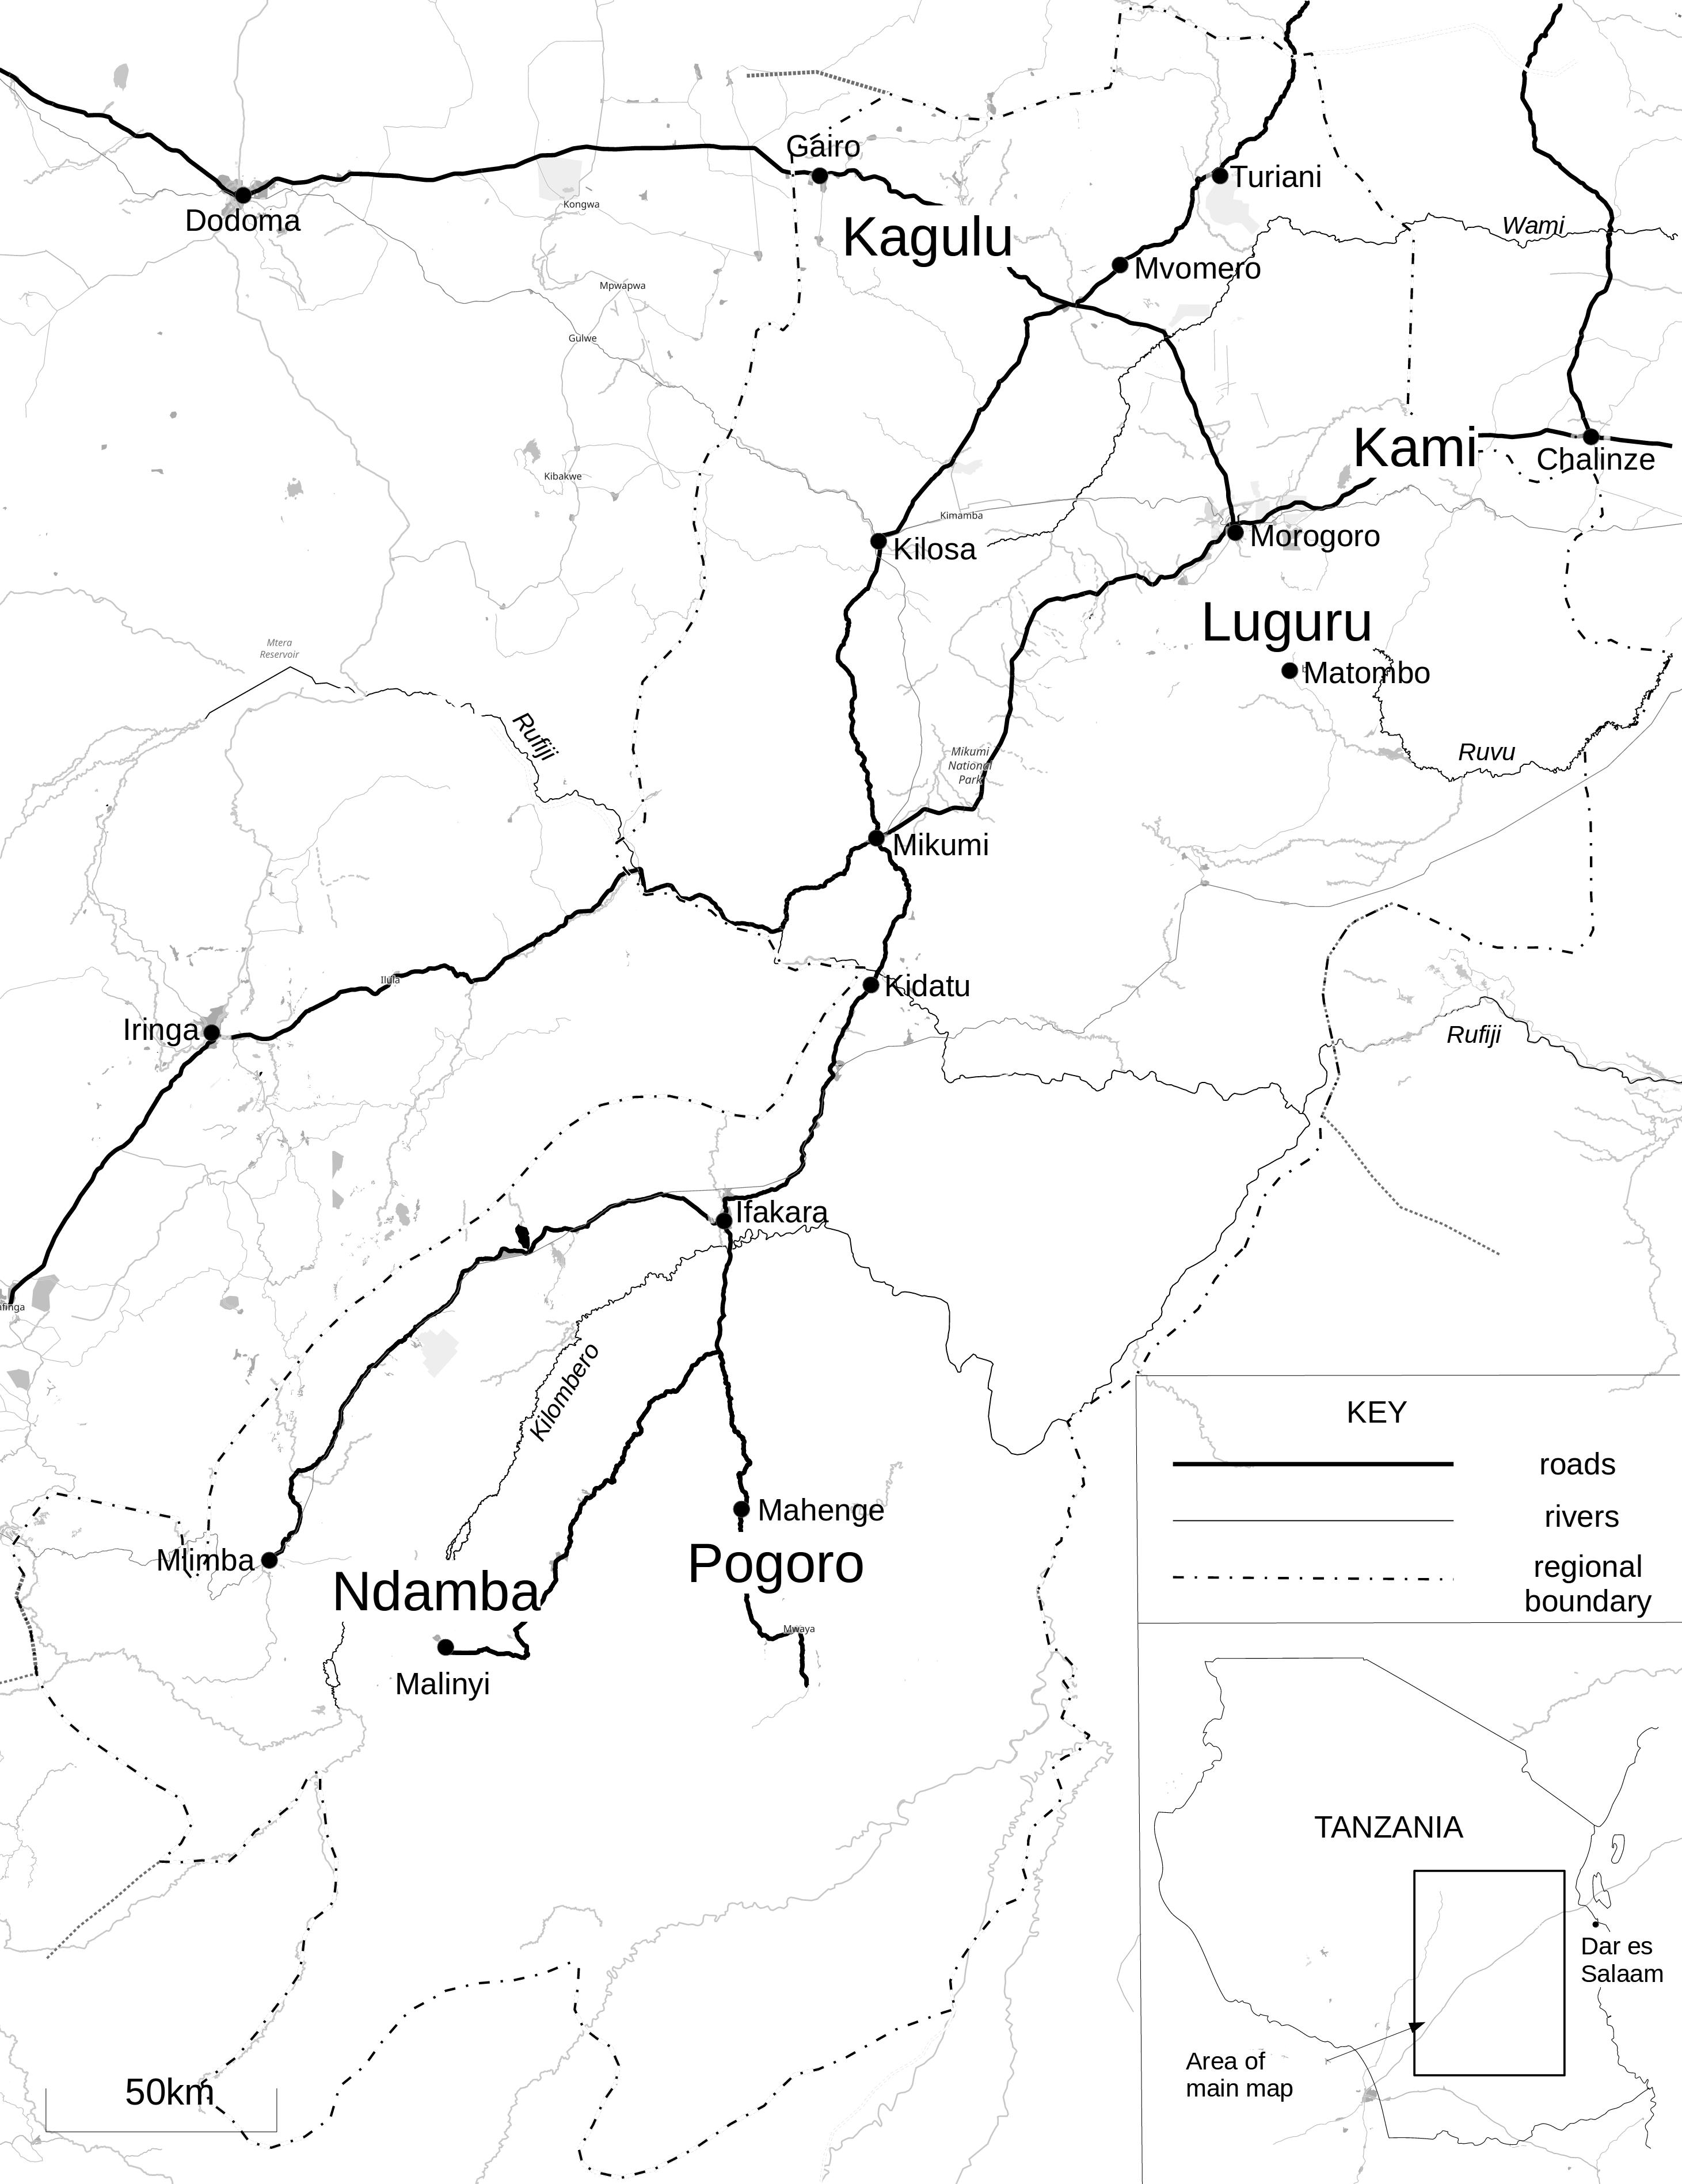 Gairo
Turiani
Dodoma
Kongwa
Kagulu
Wami
Mvomero
Mpwapwa
Gulwe
Kami
Chalinze
Kibakwe
Kimamba
Kilosa
Morogoro
Luguru
Mtera
Reservoir
Matombo
Rufiji
Mikumi
National
Park
Ruvu
Mikumi
Ilula
Kidatu
Iringa
Rufiji
Ifakara
Kilombero
KEY
roads
rivers
regional
boundary
Mahenge
Pogoro
Mlimba
Ndamba
Mwaya
Malinyi
TANZANIA
Dar es
Salaam
Area of
main map
50km